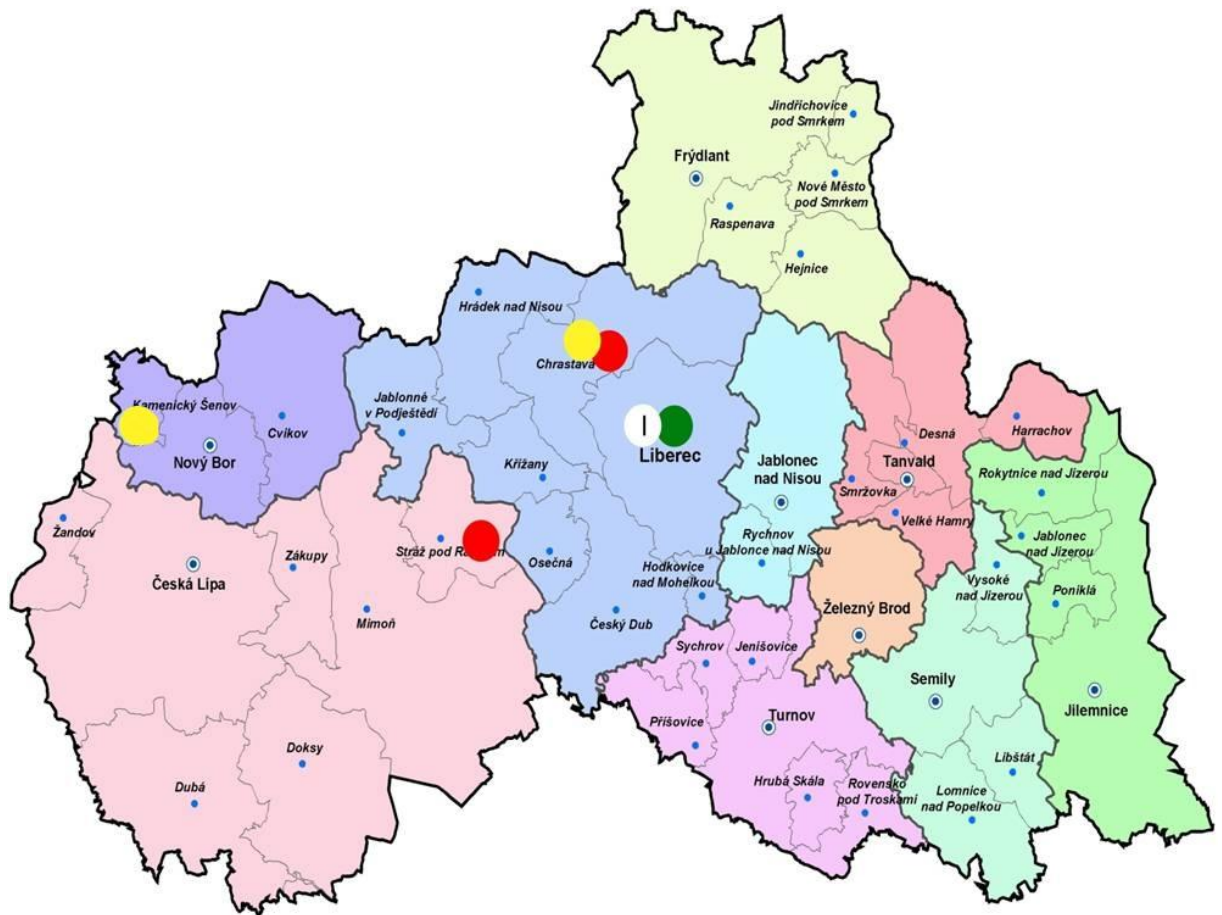 Jindřichovice
pod Smrkem
Frýdlant
Nové Město
pod Smrkem
Raspenava
Hejnice
Hrádek nad Nisou
Chrastava
Kamenický Šenov
Jablonné
v Podještědí
Cvikov
Nový Bor
I
Liberec
Desná
Harrachov
Tanvald
Jablonec
nad Nisou
Křižany
Smržovka
Rokytnice nad Jizerou
Velké Hamry
Žandov
Stráž pod
Rychnov
u Jablonce nad Nisou
Jablonec
nad Jizerou
Zákupy
Osečná
Hodkovice
nad Mohelkou
Vysoké
nad Jizerou
Česká Lípa
Poniklá
Mimoň
Český Dub
Železný Brod
Sychrov
Jenišovice
Semily
Jilemnice
Příšovice
Turnov
Doksy
Libštát
Dubá
Hrubá Skála
Rovensko
pod Troskami
Lomnice
nad Popelkou